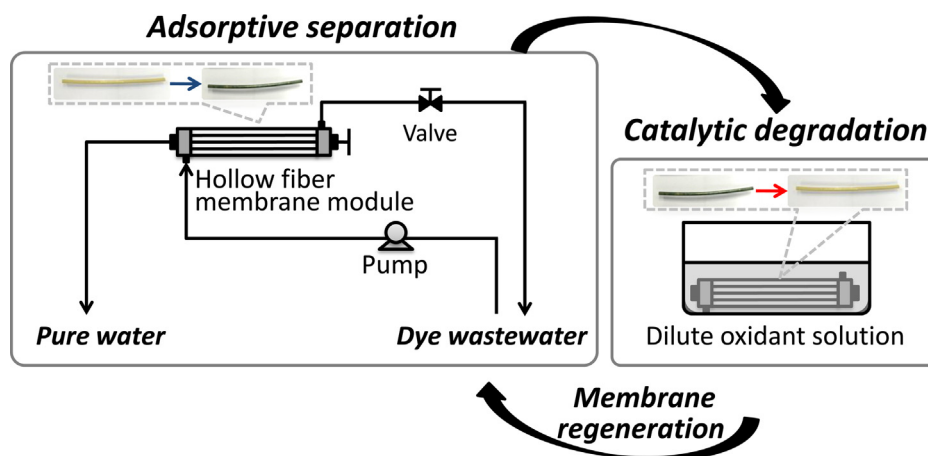 Adsorptive separation
Valve
Hollow fiber
membrane module
Pump
Pure water
Dye wastewater
Catalytic degradation
Dilute oxidant solution
Membrane
regeneration